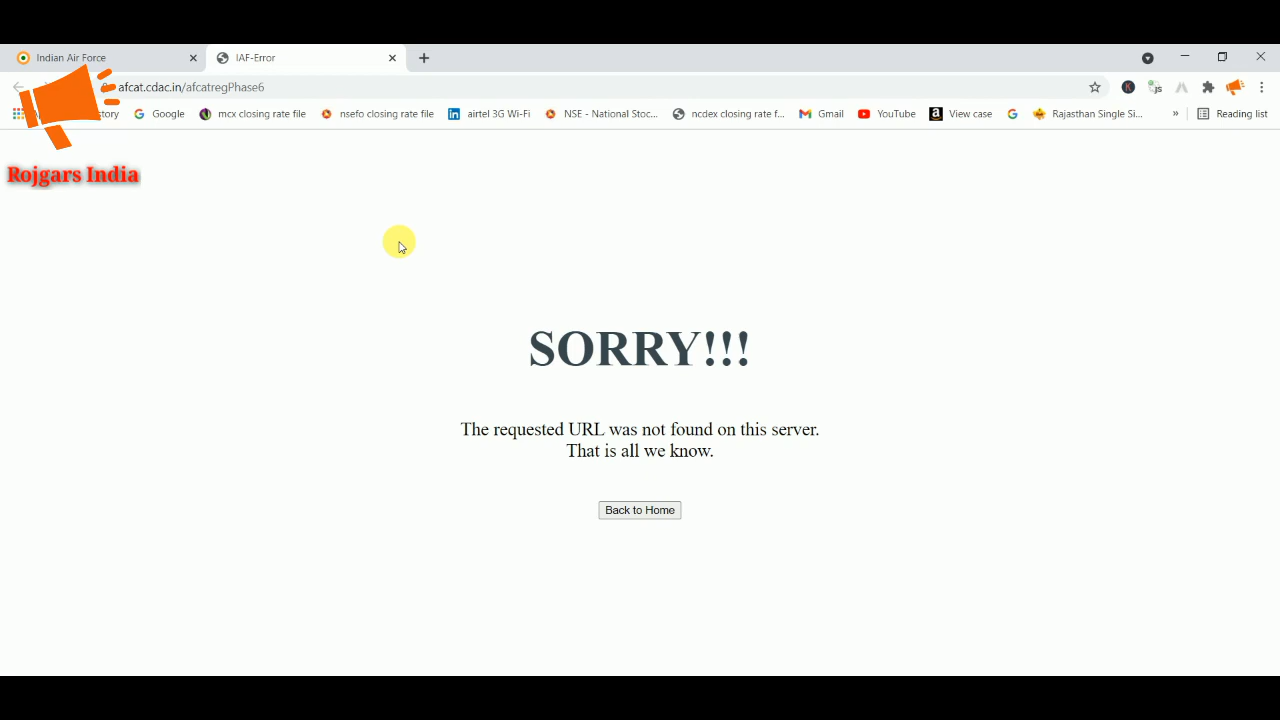 Indian Air Force
IAF-Error
afcat.cdac.in/afcatregPhase6
Google
mcx closing rate file
nsefo closing rate file
airtel 3G Wi-Fi
NSE - National Stoc...
ncdex closing rate f...
Gmail
YouTube
View case
Rajasthan Single Si...
»
Reading list
Rojgars India
SORRY!!!
The requested URL was not found on this server.
That is all we know.
Back to Home